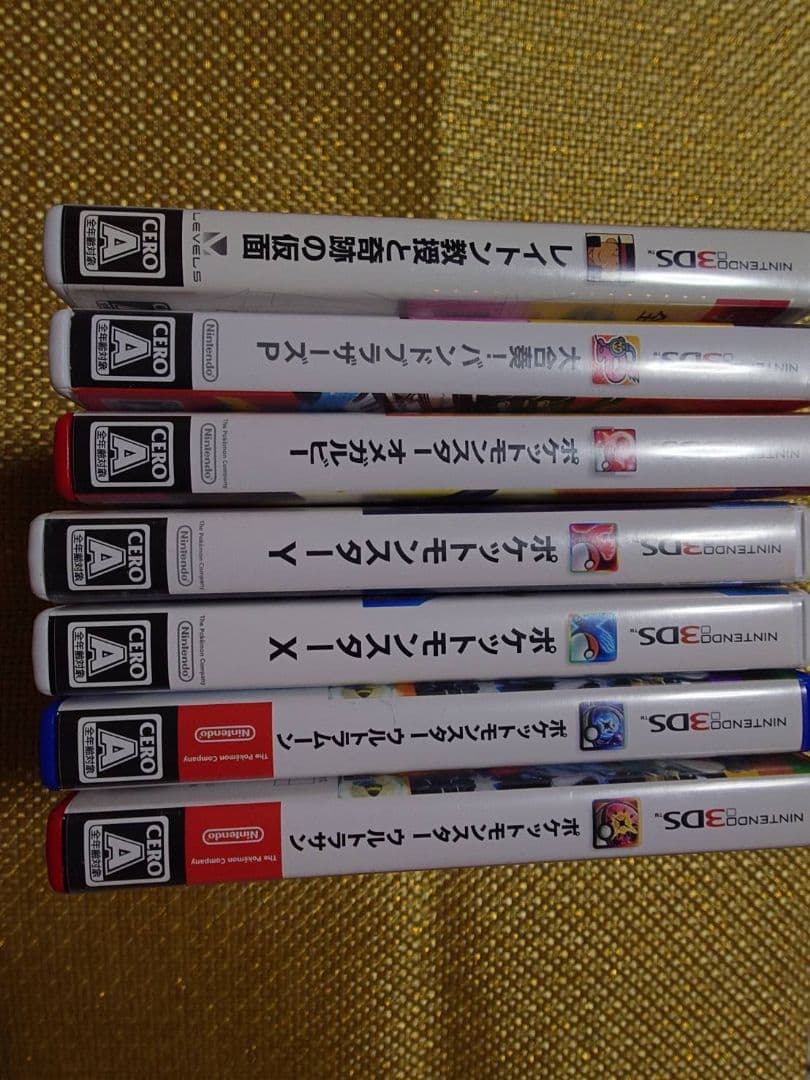 NINTENDO 3DS™
レイトン教授と奇跡の仮面
LEVEL5
CERO
A
全年齢対象
NINTENDO 3DS™
大合奏!バンドブラザーズP
Nintendo
CERO
A
全年齢対象
NINTENDO 3DS
ポケットモンスター オメガルビー
The Pokémon Company
Nintendo
CERO
A
全年齢対象
NINTENDO 3DS
ポケットモンスター Y
The Pokémon Company
Nintendo
CERO
A
全年齢対象
NINTENDO 3DS™
ポケットモンスター X
The Pokémon Company
Nintendo
CERO
A
全年齢対象
NINTENDO 3DS™
ポケットモンスター ウルトラムーン
The Pokémon Company
Nintendo
CERO
A
全年齢対象
NINTENDO 3DS™
ポケットモンスター ウルトラサン
The Pokémon Company
Nintendo
CERO
A
全年齢対象